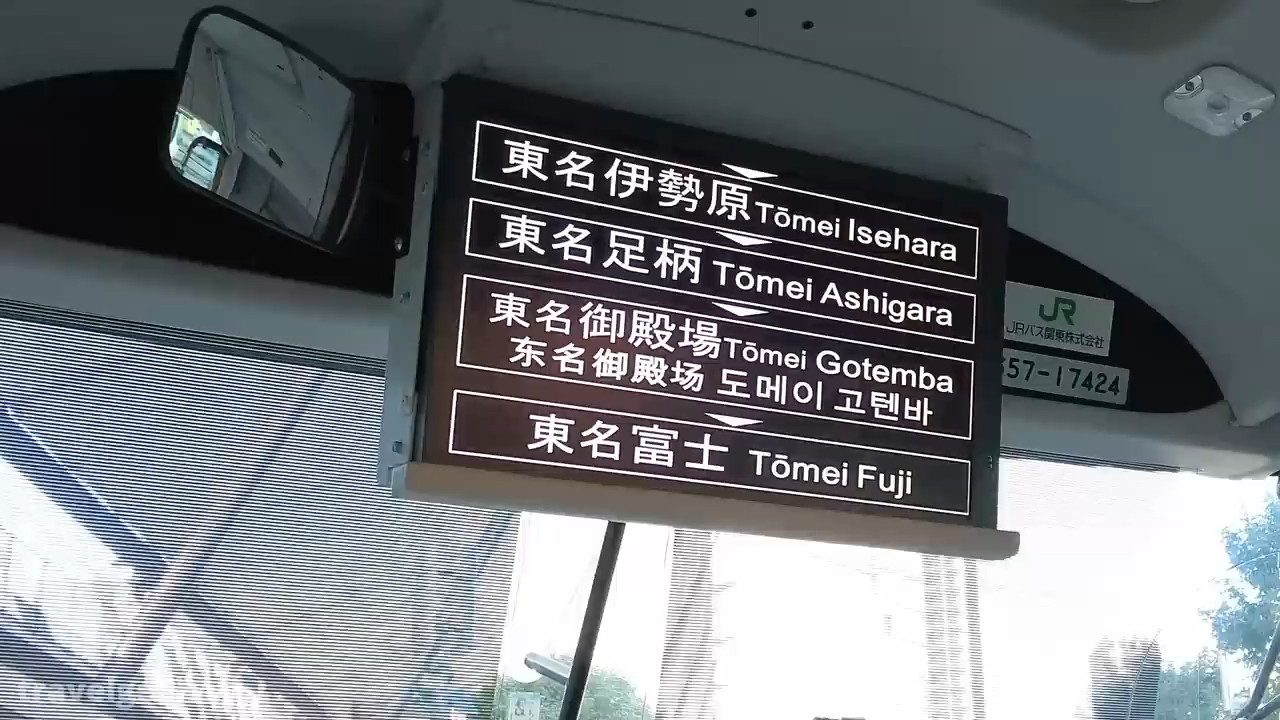 東名伊勢原 Tōmei Isehara
東名足柄 Tōmei Ashigara
東名御殿場 Tōmei Gotemba
东名御殿场 도메이 고텐바
東名富士 Tōmei Fuji
JR
JRバス関東株式会社
57-17424